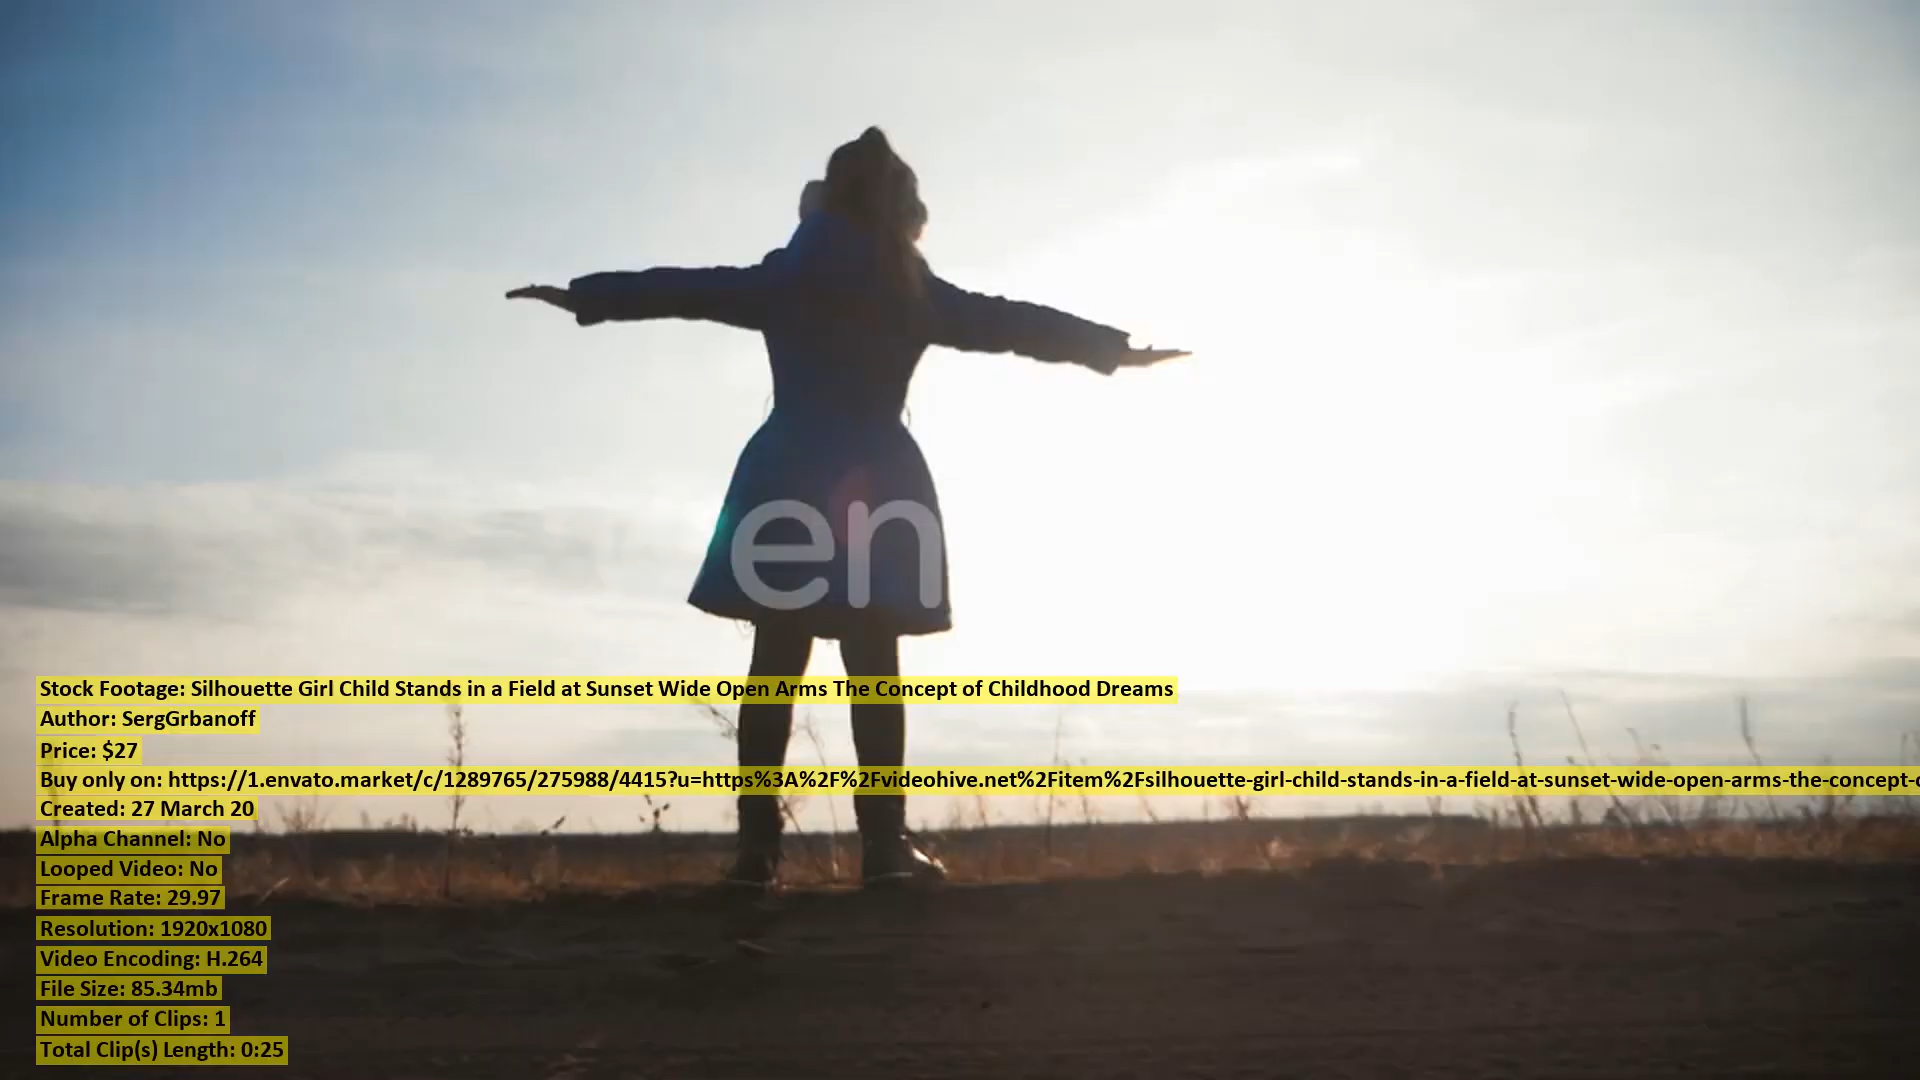 en
Stock Footage: Silhouette Girl Child Stands in a Field at Sunset Wide Open Arms The Concept of Childhood Dreams
Author: SergGrbanoff
Price: $27
Buy only on: https://1.envato.market/c/1289765/275988/4415?u=https%3A%2F%2Fvideohive.net%2Fitem%2Fsilhouette-girl-child-stands-in-a-field-at-sunset-wide-open-arms-the-concept-
Created: 27 March 20
Alpha Channel: No
Looped Video: No
Frame Rate: 29.97
Resolution: 1920x1080
Video Encoding: H.264
File Size: 85.34mb
Number of Clips: 1
Total Clip(s) Length: 0:25